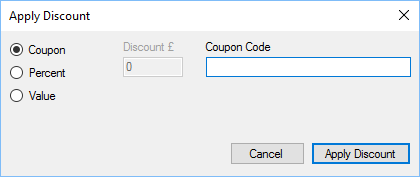 Apply Discount
Coupon
Discount £
Coupon Code
Percent
0
Value
Cancel
Apply Discount